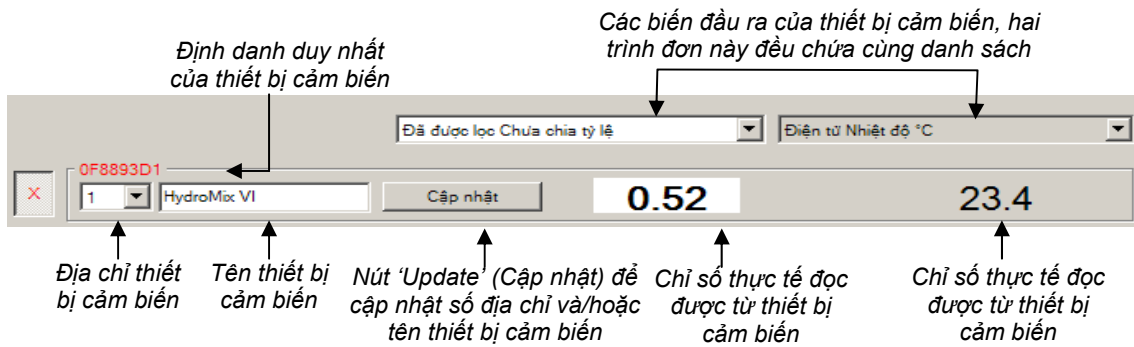 Các biến đầu ra của thiết bị cảm biến, hai
trình đơn này đều chứa cùng danh sách
Định danh duy nhất
của thiết bị cảm biến
Đã được lọc Chưa chia tỷ lệ
Điện tử Nhiệt độ °C
0F8893D1
X
1
HydroMix VI
Cập nhật
0.52
23.4
Địa chỉ thiết
bị cảm biến
Tên thiết bị
cảm biến
Nút ‘Update’ (Cập nhật) để
cập nhật số địa chỉ và/hoặc
tên thiết bị cảm biến
Chỉ số thực tế đọc
được từ thiết bị
cảm biến
Chỉ số thực tế đọc
được từ thiết bị
cảm biến